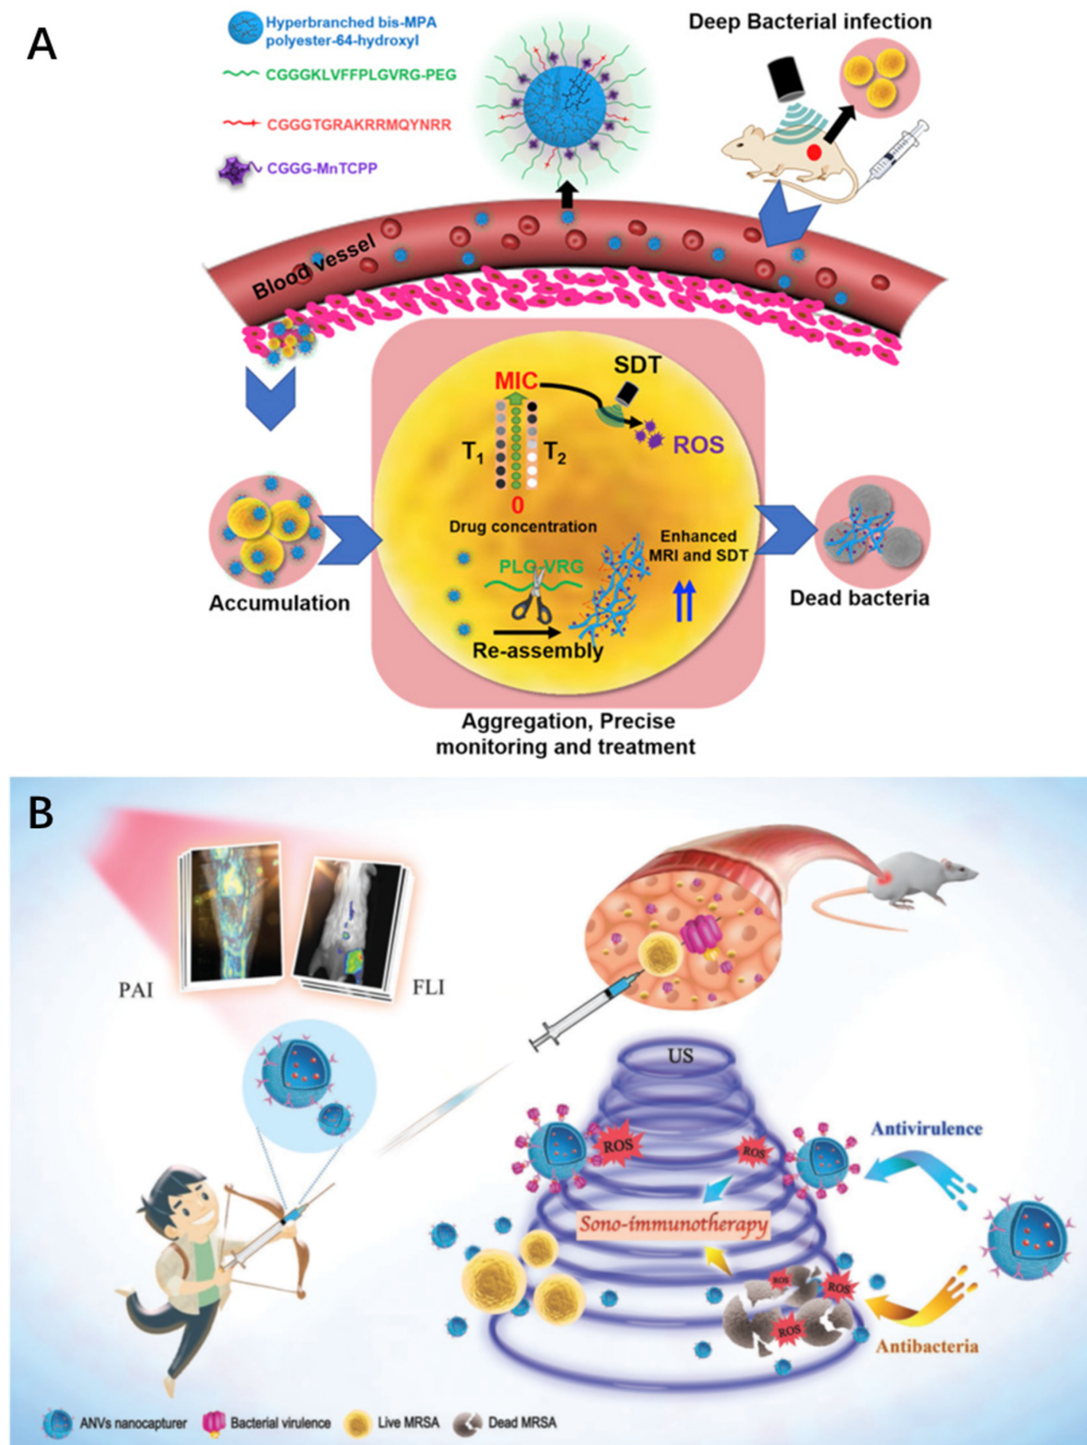 A
Hyperbranched bis-MPA
polyester-64-hydroxyl
CGGGKLVFFPLGVRG-PEG
CGGGTGRAKRRMQYNRR
CGGG-MnTCPP
Deep Bacterial infection
Blood vessel
MIC
SDT
T1
T2
ROS
0
Drug concentration
Enhanced
MRI and SDT
PLG VRG
Re-assembly
Accumulation
Dead bacteria
Aggregation, Precise
monitoring and treatment
B
PAI
FLI
US
ROS
ROS
Antivirulence
Sono-immunotherapy
ROS
ROS
ROS
Antibacteria
ANVs nanocapturer
Bacterial virulence
Live MRSA
Dead MRSA